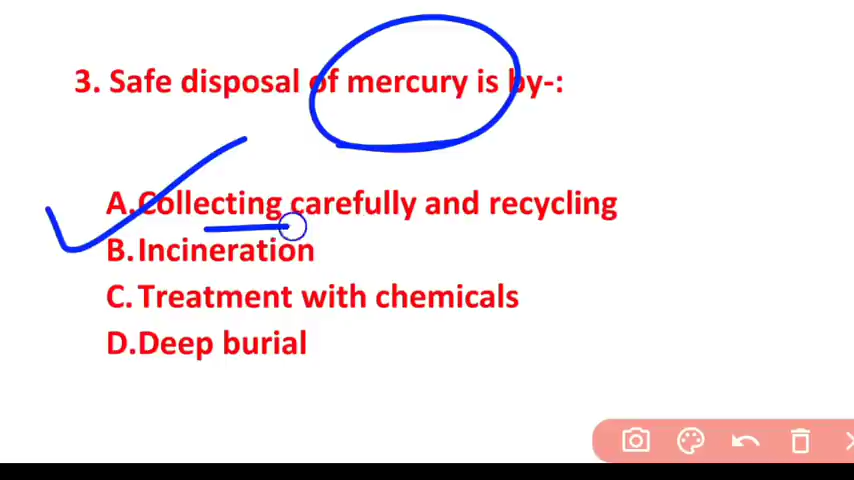 3. Safe disposal of mercury is by-:
A.Collecting carefully and recycling
B.Incineration
C.Treatment with chemicals
D.Deep burial